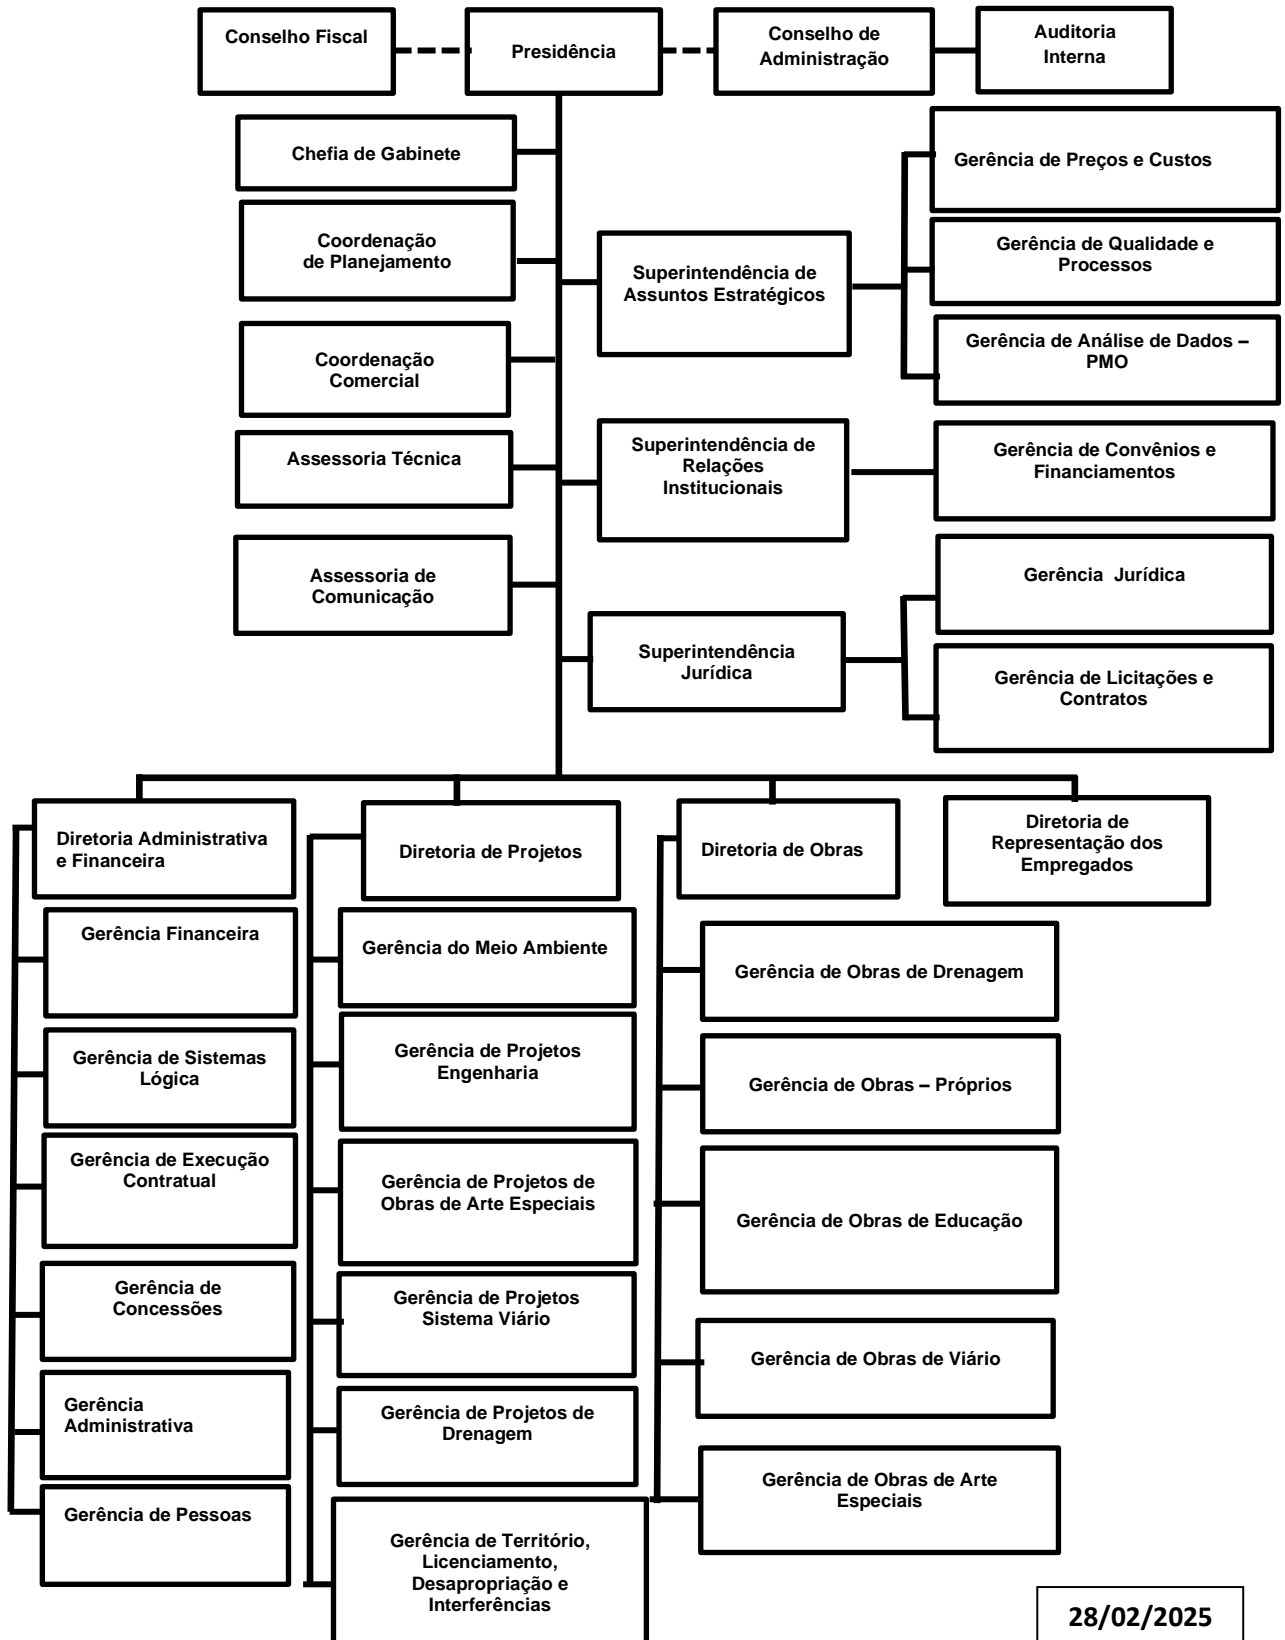 Conselho Fiscal
Presidência
Conselho de
Administração
Auditoria
Interna
Chefia de Gabinete
Coordenação
de Planejamento
Coordenação
Comercial
Assessoria Técnica
Assessoria de
Comunicação
Superintendência de
Assuntos Estratégicos
Gerência de Preços e Custos
Gerência de Qualidade e
Processos
Gerência de Análise de Dados –
PMO
Superintendência de
Relações
Institucionais
Gerência de Convênios e
Financiamentos
Superintendência
Jurídica
Gerência Jurídica
Gerência de Licitações e
Contratos
Diretoria Administrativa
e Financeira
Gerência Financeira
Gerência de Sistemas
Lógica
Gerência de Execução
Contratual
Gerência de
Concessões
Gerência
Administrativa
Gerência de Pessoas
Diretoria de Projetos
Gerência do Meio Ambiente
Gerência de Projetos
Engenharia
Gerência de Projetos de
Obras de Arte Especiais
Gerência de Projetos
Sistema Viário
Gerência de Projetos de
Drenagem
Gerência de Território,
Licenciamento,
Desapropriação e
Interferências
Diretoria de Obras
Gerência de Obras de Drenagem
Gerência de Obras – Próprios
Gerência de Obras de Educação
Gerência de Obras de Viário
Gerência de Obras de Arte
Especiais
Diretoria de
Representação dos
Empregados
28/02/2025